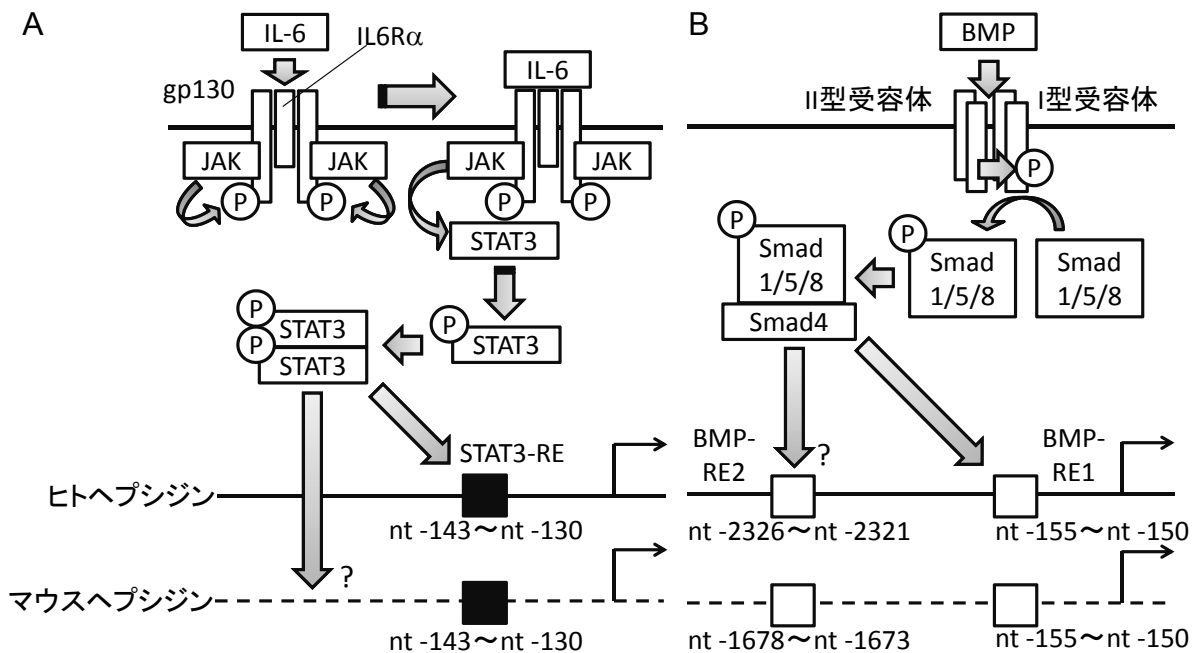 A
IL-6
IL6Rα
gp130
JAK
JAK
P
P
IL-6
JAK
JAK
P
P
STAT3
P
STAT3
P
STAT3
P
STAT3
STAT3-RE
?
ヒトヘプシジン
nt -143～nt -130
マウスヘプシジン
nt -143～nt -130
B
BMP
II型受容体
I型受容体
P
P
Smad
1/5/8
Smad4
P
Smad
1/5/8
Smad
1/5/8
BMP-
RE2
?
BMP-
RE1
nt -2326～nt -2321
nt -155～nt -150
nt -1678～nt -1673
nt -155～nt -150